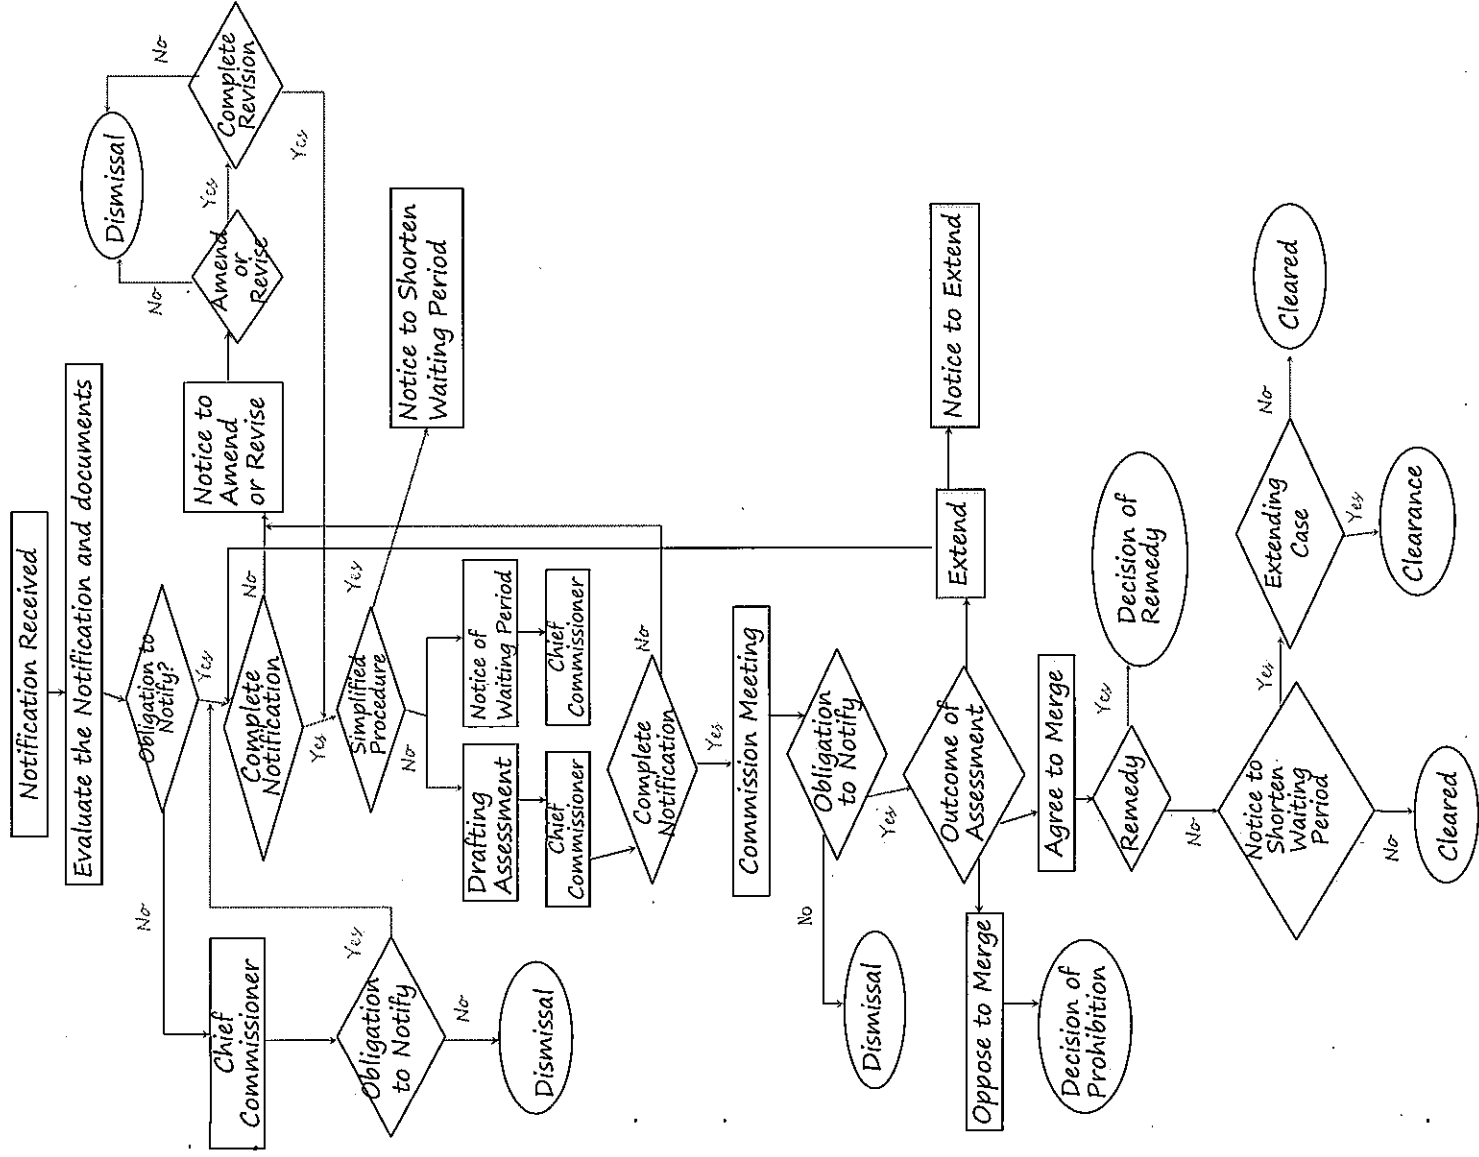 Notification Received
Evaluate the Notification and documents
Obligation to
Notify?
No
Yes
Chief
Commissioner
Obligation
to Notify
Yes
No
Dismissal
Complete
Notification
No
Yes
Notice to
Amend
or Revise
Amend
or
Revise
No
Yes
Dismissal
Complete
Revision
No
Yes
Simplified
Procedure
Yes
No
Notice to Shorten
Waiting Period
Drafting
Assessment
Notice of
Waiting Period
Chief
Commissioner
Chief
Commissioner
Complete
Notification
No
Yes
Commission Meeting
Obligation
to Notify
No
Yes
Dismissal
Outcome of
Assessment
Extend
Notice to Extend
Oppose to Merge
Decision of
Prohibition
Agree to Merge
Remedy
Yes
No
Decision of
Remedy
Notice to
Shorten
Waiting
Period
Yes
No
Cleared
Extending
Case
No
Yes
Cleared
Clearance